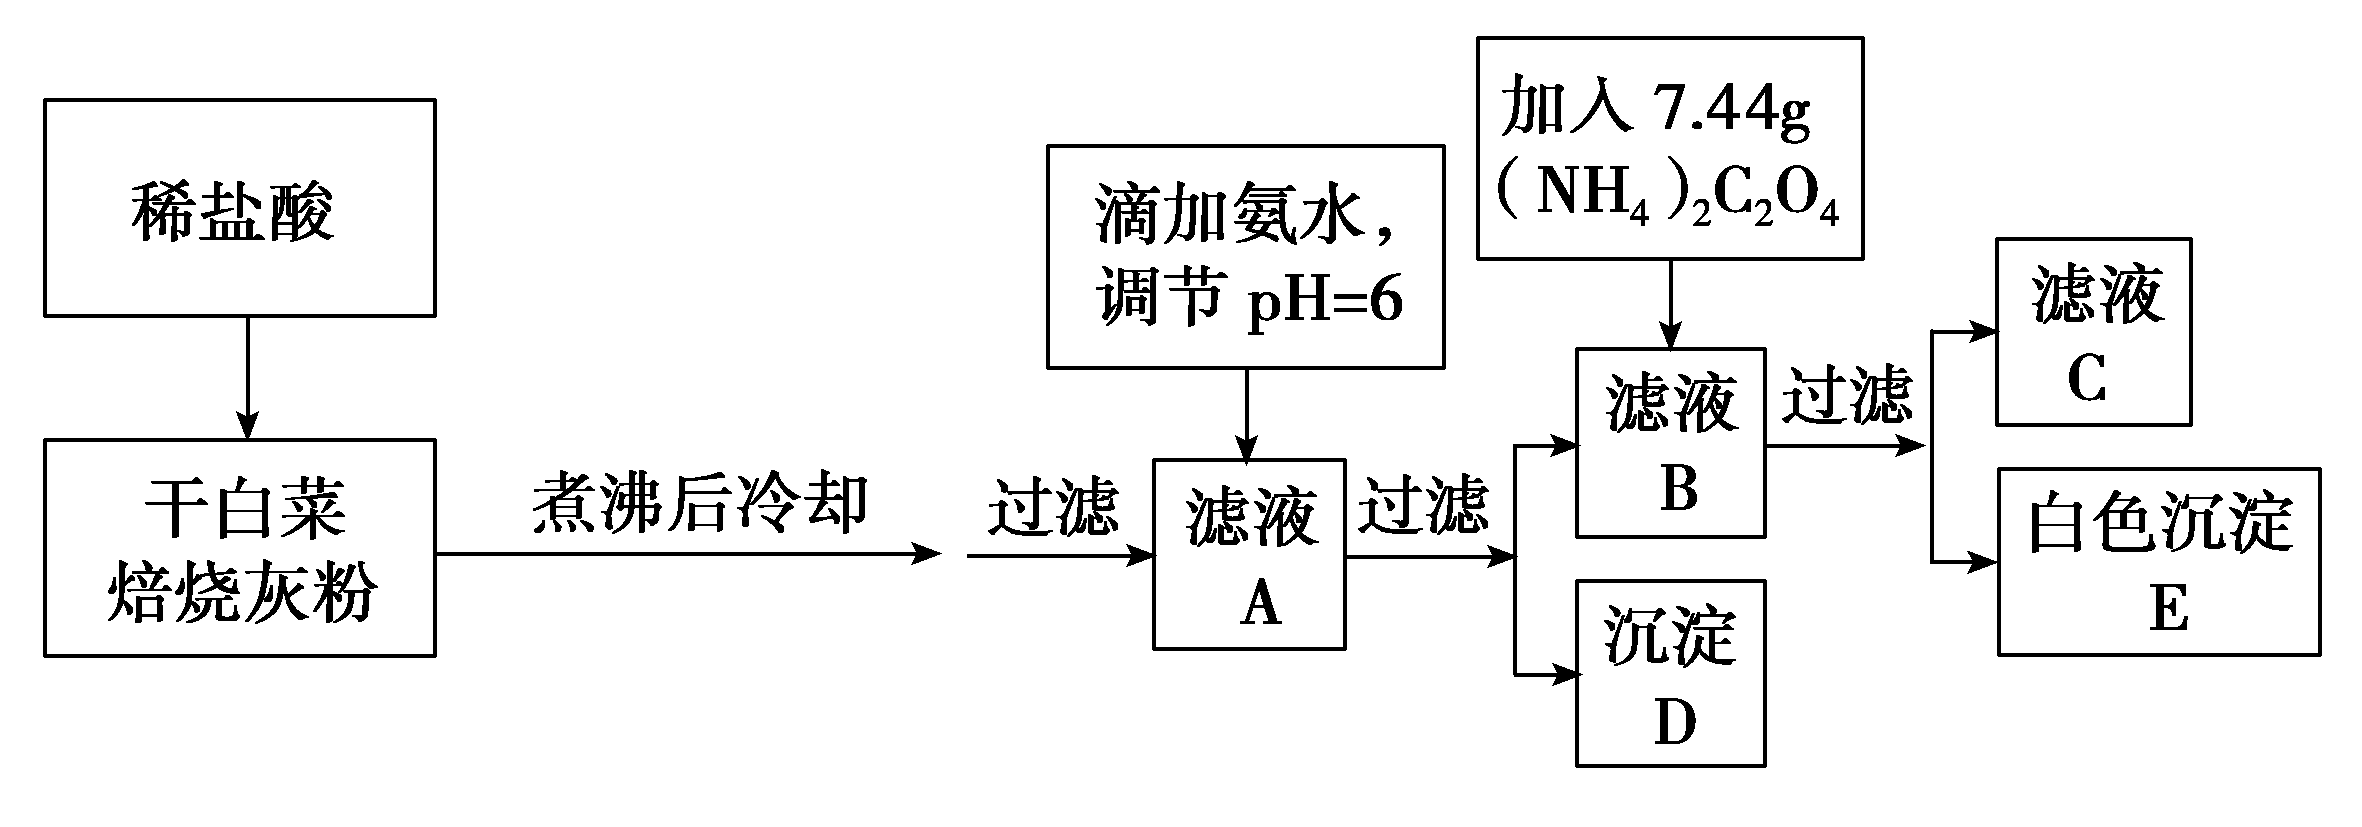 稀盐酸
干白菜
焙烧灰粉
煮沸后冷却
过滤
滴加氨水，
调节 pH=6
滤液
A
过滤
加入 7.44g
(NH₄)₂C₂O₄
滤液
B
沉淀
D
过滤
滤液
C
白色沉淀
E